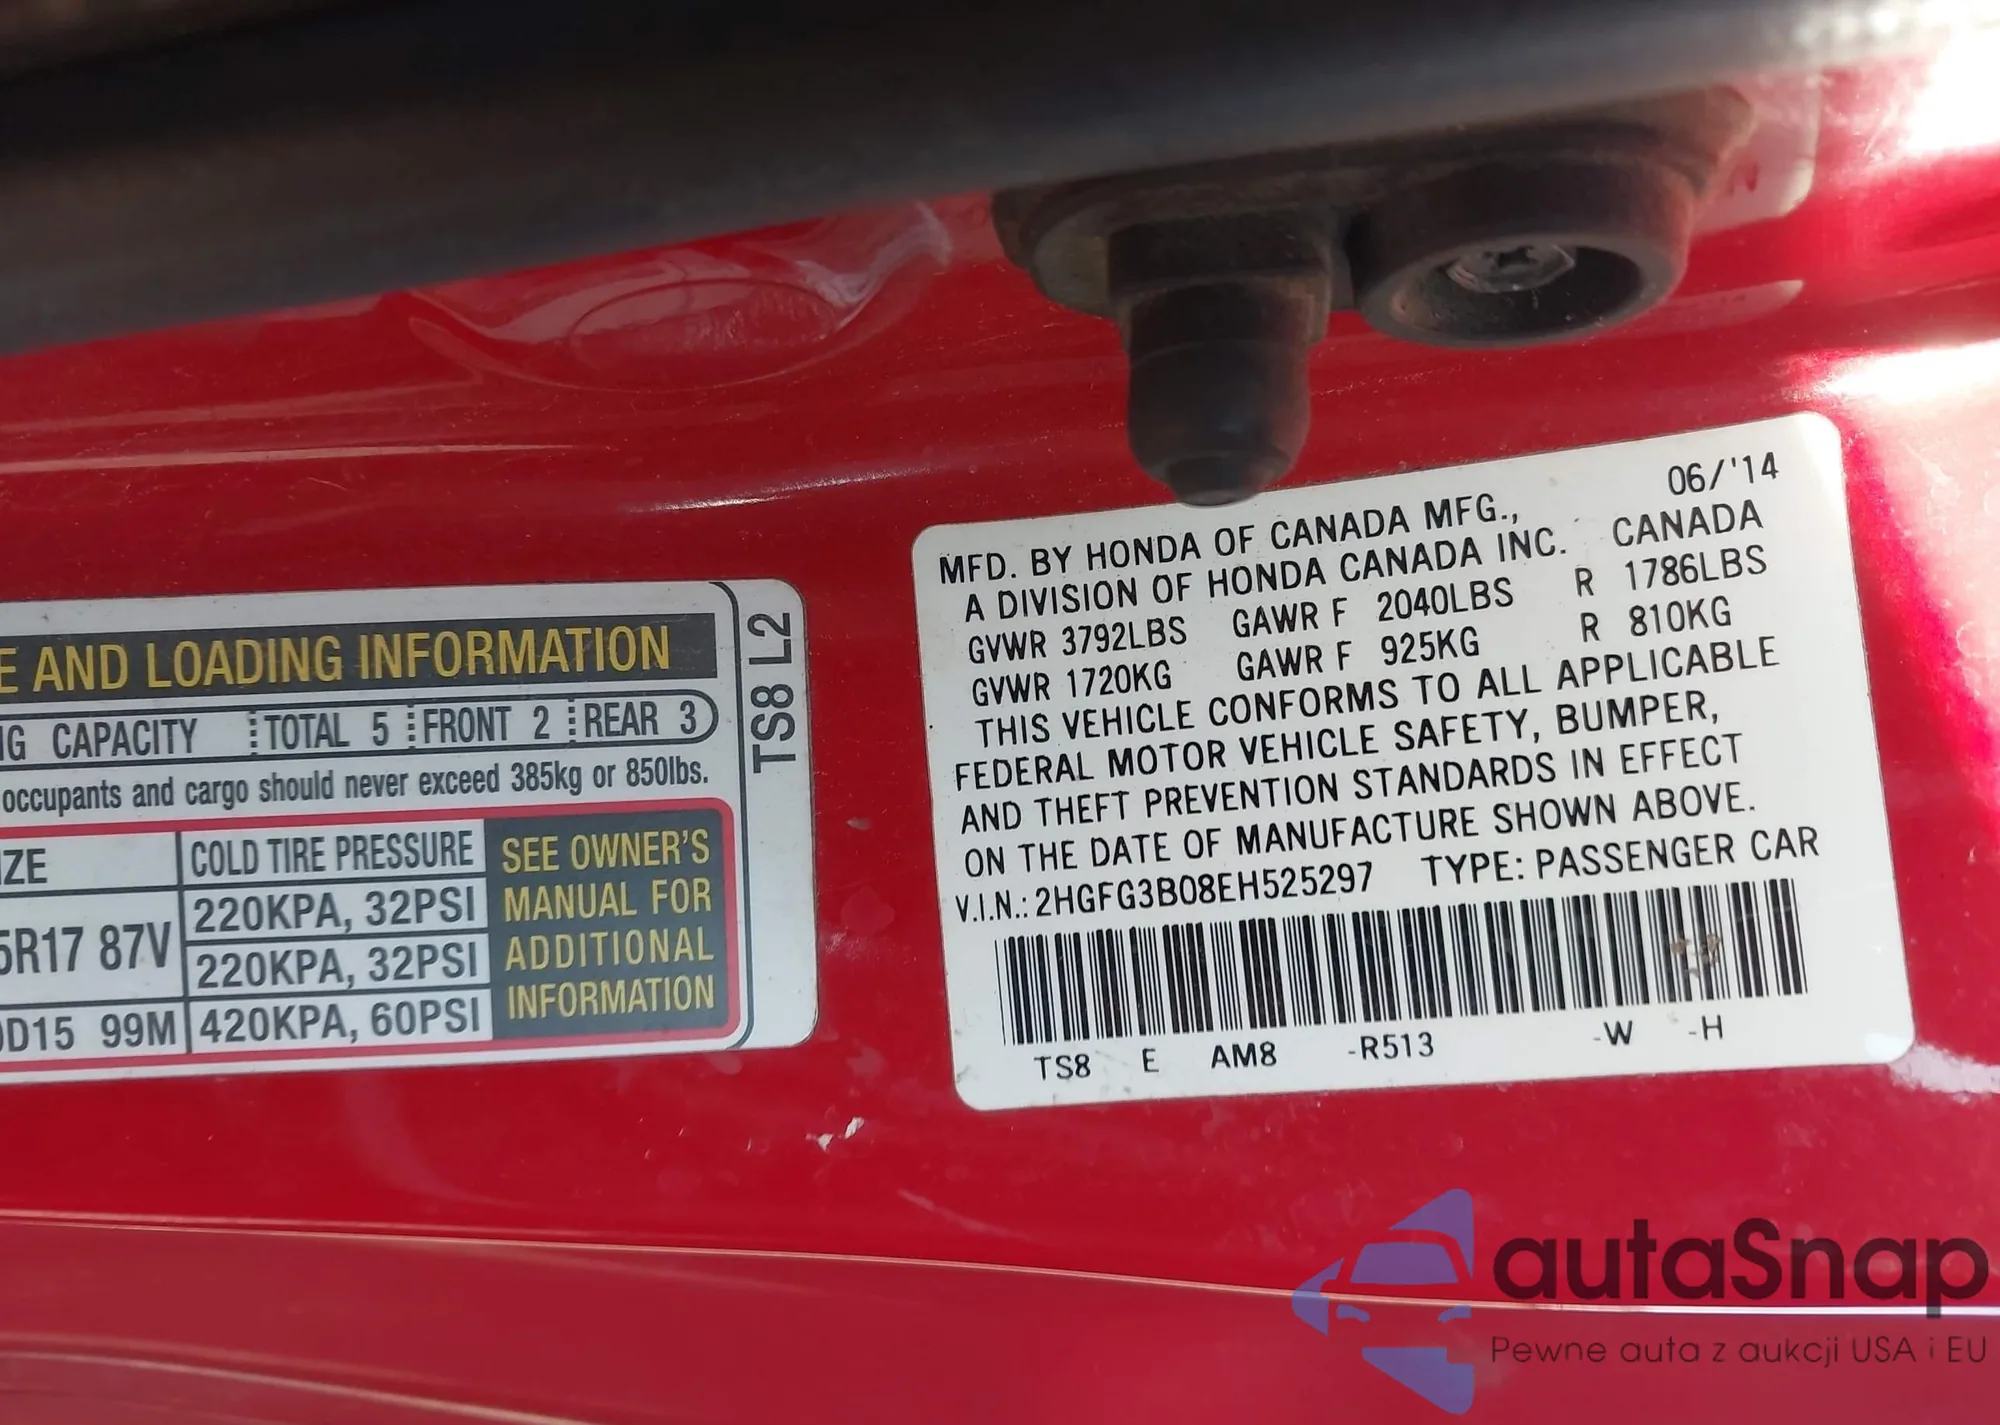 E AND LOADING INFORMATION
NG CAPACITY TOTAL 5 FRONT 2 REAR 3
occupants and cargo should never exceed 385kg or 850lbs.
IZE COLD TIRE PRESSURE
5R17 87V 220KPA, 32PSI
220KPA, 32PSI
0D15 99M 420KPA, 60PSI
SEE OWNER'S
MANUAL FOR
ADDITIONAL
INFORMATION
TS8 L2
MFD. BY HONDA OF CANADA MFG., 06/'14
A DIVISION OF HONDA CANADA INC. CANADA
GVWR 3792LBS GAWR F 2040LBS R 1786LBS
GVWR 1720KG GAWR F 925KG R 810KG
THIS VEHICLE CONFORMS TO ALL APPLICABLE
FEDERAL MOTOR VEHICLE SAFETY, BUMPER,
AND THEFT PREVENTION STANDARDS IN EFFECT
ON THE DATE OF MANUFACTURE SHOWN ABOVE.
V.I.N.: 2HGFG3B08EH525297 TYPE: PASSENGER CAR
TS8 E AM8 -R513 -W -H
autaSnap
Pewne auta z aukcji USA i EU